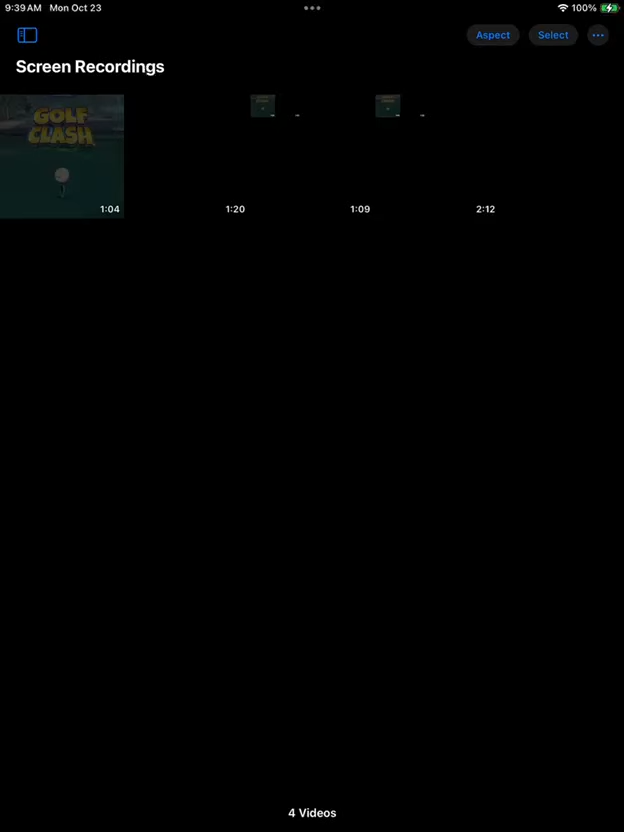 9:39 AM Mon Oct 23
100%
Aspect
Select
Screen Recordings
GOLF
CLASH
1:04
1:20
1:09
2:12
4 Videos